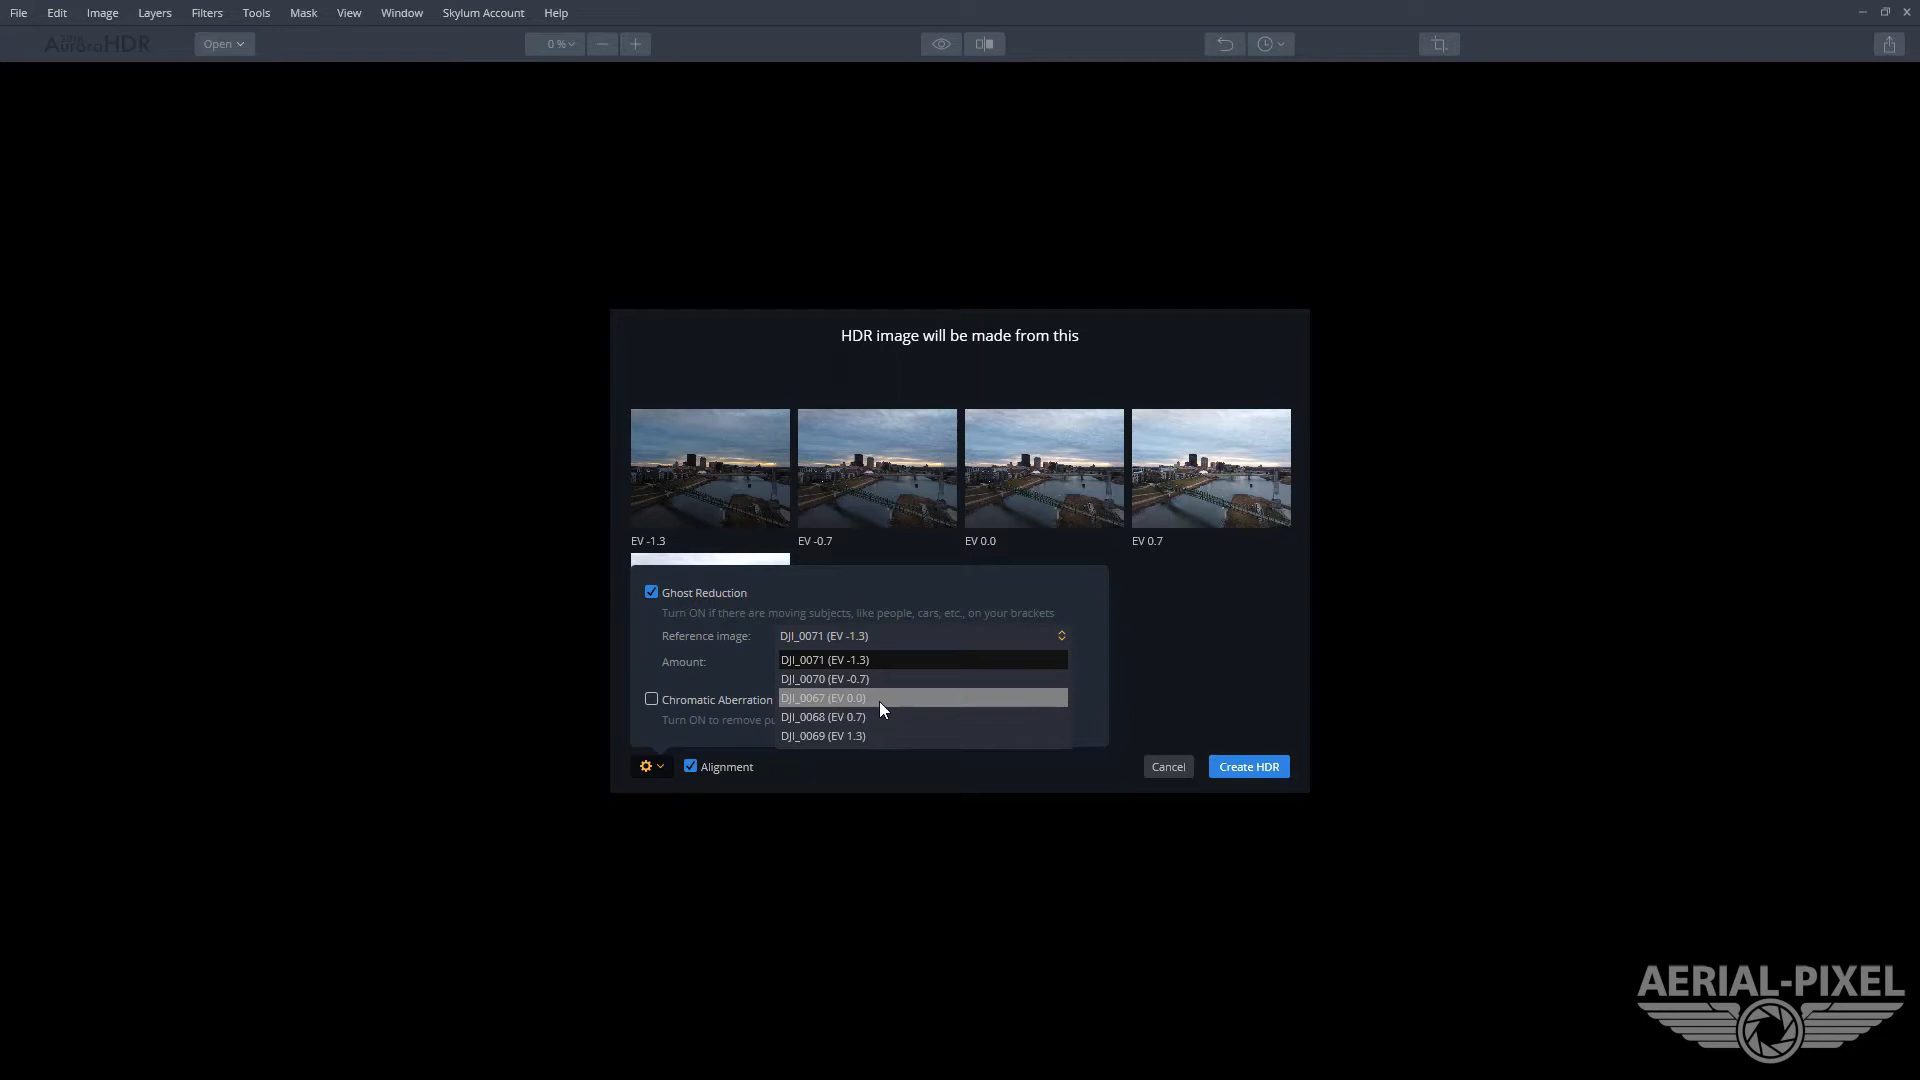 File Edit Image Layers Filters Tools Mask View Window Skylum Account Help
AuroraHDR Open 0 %
HDR image will be made from this
EV -1.3 EV -0.7 EV 0.0 EV 0.7
Ghost Reduction
Turn ON if there are moving subjects, like people, cars, etc., on your brackets
Reference image: DJI_0071 (EV -1.3)
DJI_0071 (EV -1.3)
Amount:
DJI_0070 (EV -0.7)
Chromatic Aberration DJI_0067 (EV 0.0)
Turn ON to remove DJI_0068 (EV 0.7)
DJI_0069 (EV 1.3)
Alignment Cancel Create HDR
AERIAL-PIXEL